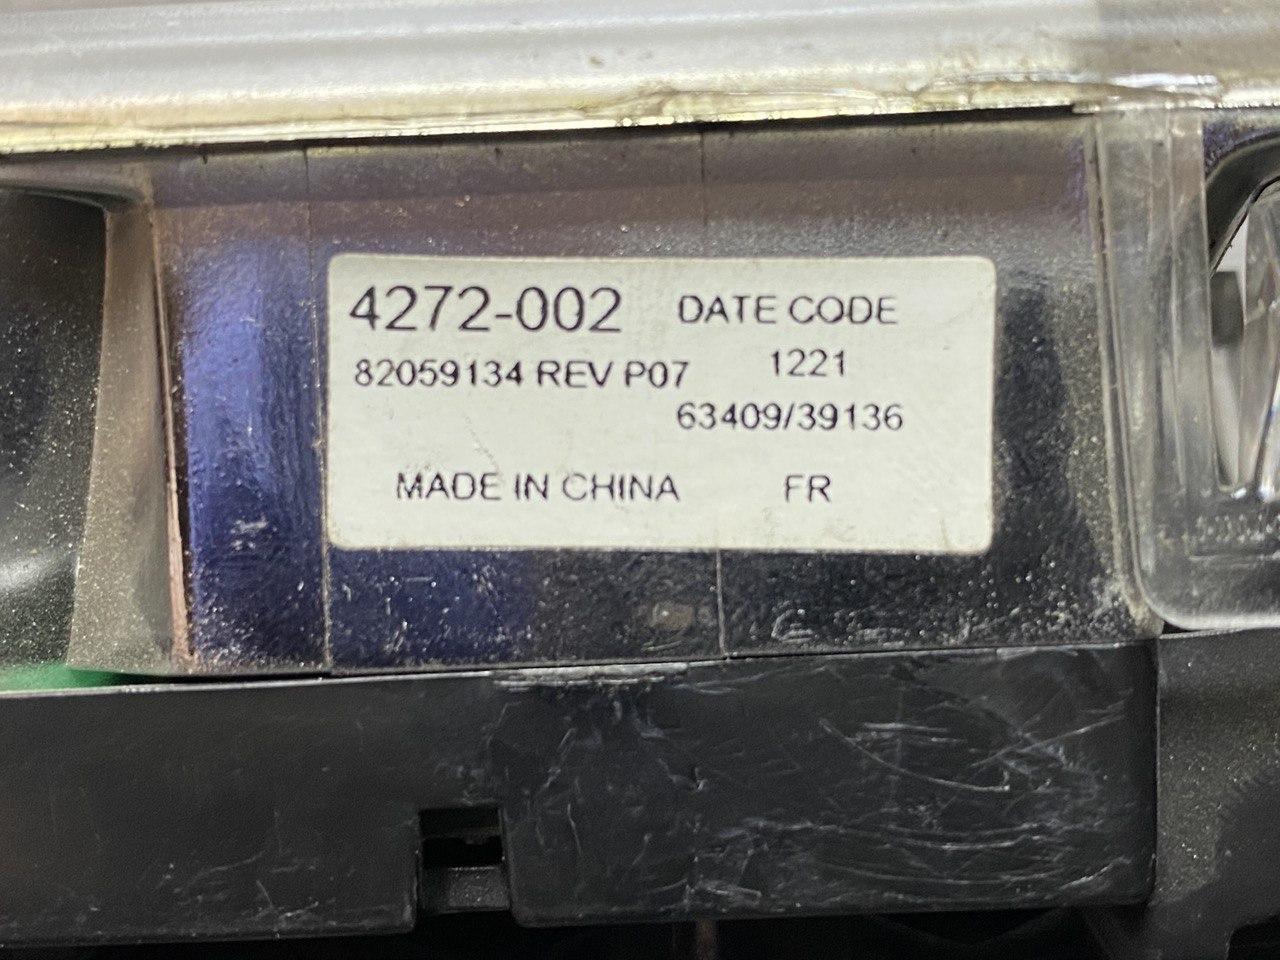 4272-002 DATE CODE
82059134 REV P07 1221
63409/39136
MADE IN CHINA FR